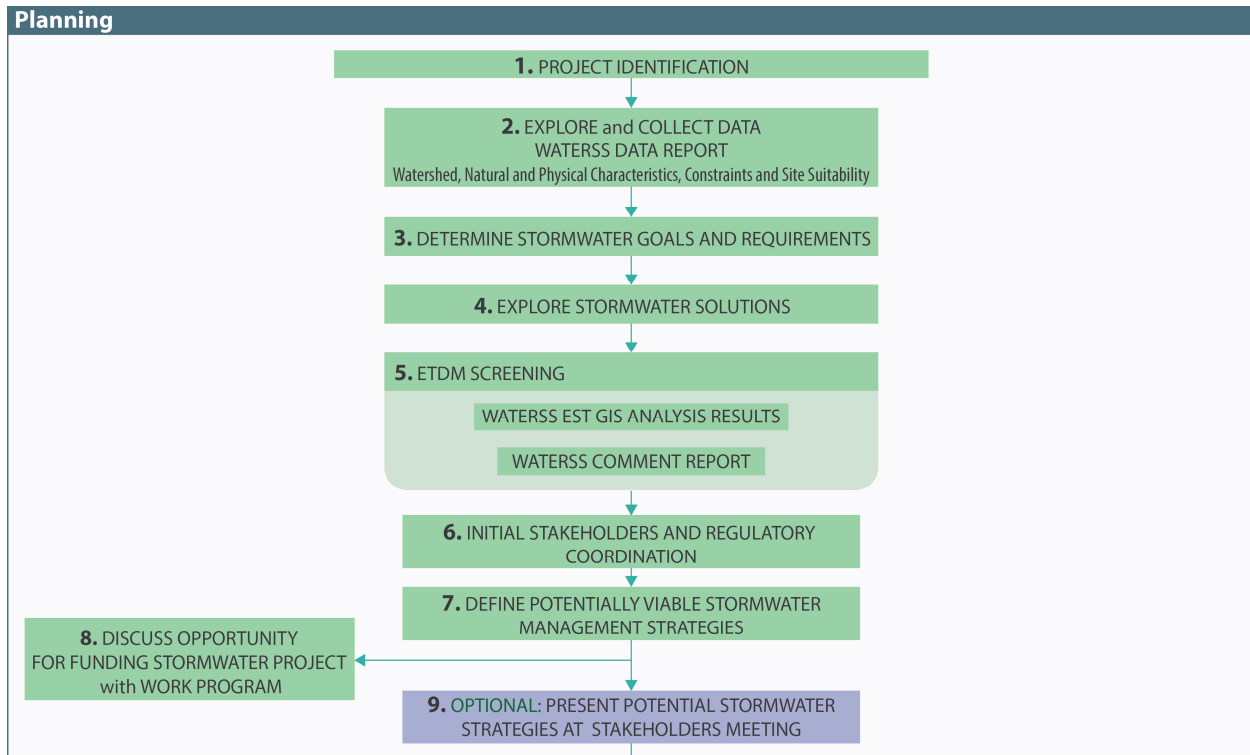 Planning
1. PROJECT IDENTIFICATION
2. EXPLORE and COLLECT DATA
WATERSS DATA REPORT
Watershed, Natural and Physical Characteristics, Constraints and Site Suitability
3. DETERMINE STORMWATER GOALS AND REQUIREMENTS
4. EXPLORE STORMWATER SOLUTIONS
5. ETDM SCREENING
WATERSS EST GIS ANALYSIS RESULTS
WATERSS COMMENT REPORT
6. INITIAL STAKEHOLDERS AND REGULATORY
COORDINATION
7. DEFINE POTENTIALLY VIABLE STORMWATER
MANAGEMENT STRATEGIES
8. DISCUSS OPPORTUNITY
FOR FUNDING STORMWATER PROJECT
with WORK PROGRAM
9. OPTIONAL: PRESENT POTENTIAL STORMWATER
STRATEGIES AT STAKEHOLDERS MEETING